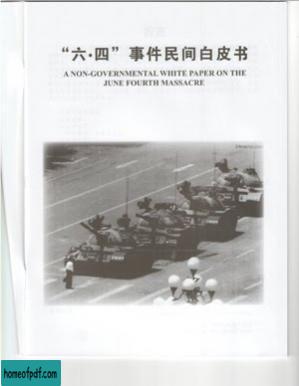 “六·四”事件民间白皮书
A NON-GOVERNMENTAL WHITE PAPER ON THE
JUNE FOURTH MASSACRE
homeofpdf.com